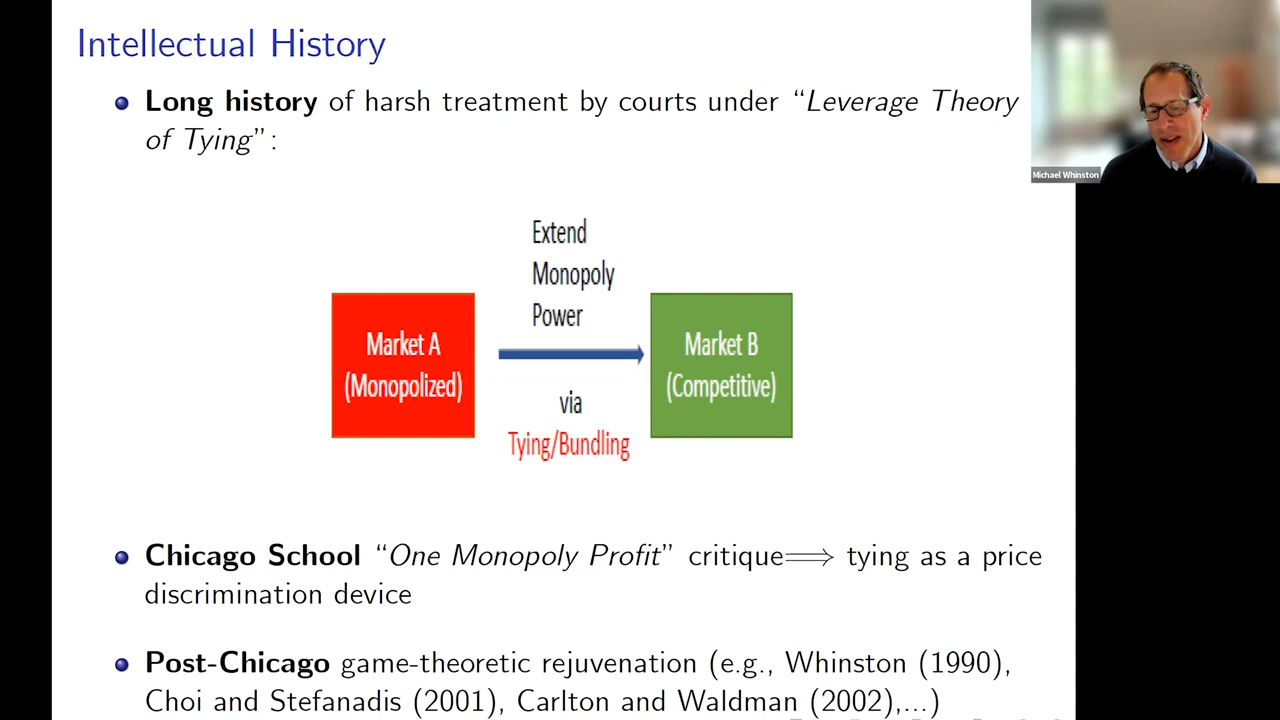 Intellectual History
Long history of harsh treatment by courts under “Leverage Theory
of Tying”:
Extend
Monopoly
Power
Market A
(Monopolized)
via
Tying/Bundling
Market B
(Competitive)
Chicago School “One Monopoly Profit” critique⟹ tying as a price
discrimination device
Post-Chicago game-theoretic rejuvenation (e.g., Whinston (1990),
Choi and Stefanadis (2001), Carlton and Waldman (2002),...)
Michael Whinston